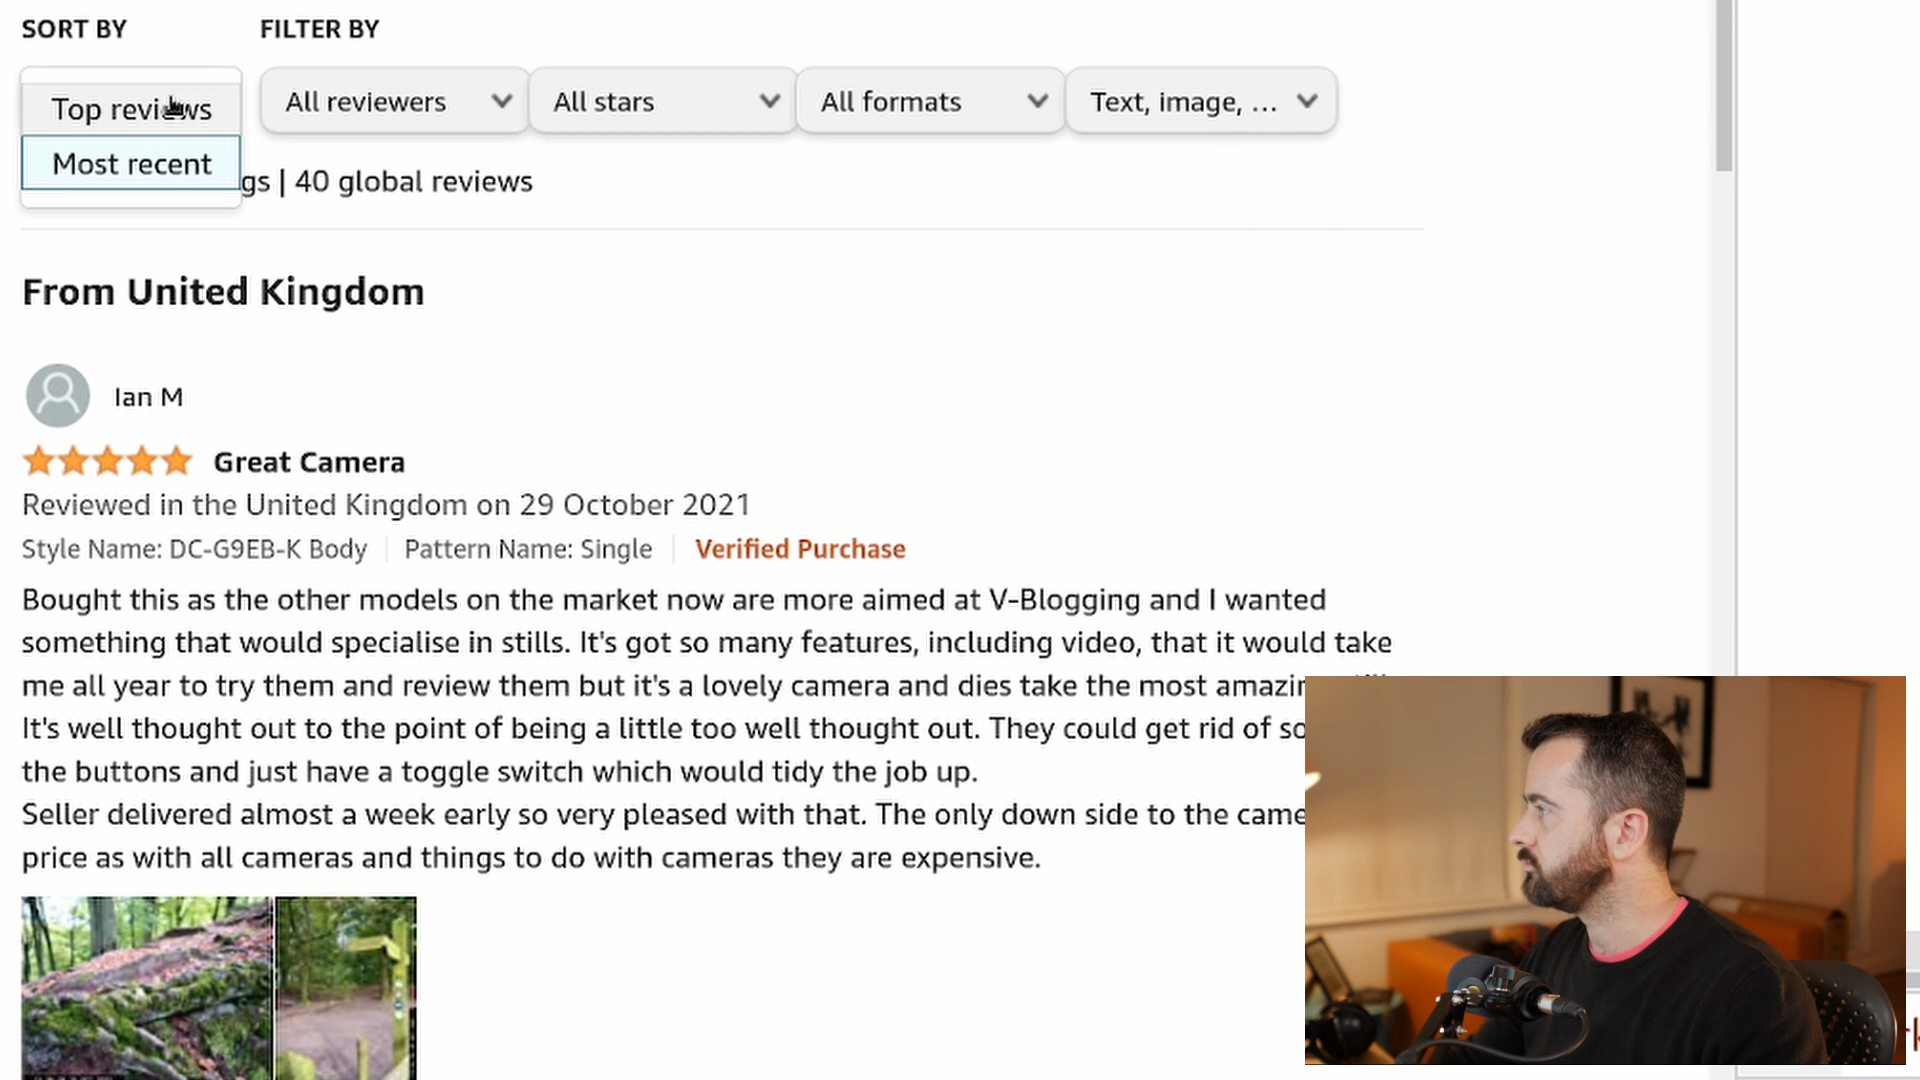 SORT BY
FILTER BY
Top reviews
All reviewers
All stars
All formats
Text, image, ...
Most recent
gs | 40 global reviews
From United Kingdom
Ian M
Great Camera
Reviewed in the United Kingdom on 29 October 2021
Style Name: DC-G9EB-K Body | Pattern Name: Single | Verified Purchase
Bought this as the other models on the market now are more aimed at V-Blogging and I wanted
something that would specialise in stills. It's got so many features, including video, that it would take
me all year to try them and review them but it's a lovely camera and dies take the most amazin
It's well thought out to the point of being a little too well thought out. They could get rid of so
the buttons and just have a toggle switch which would tidy the job up.
Seller delivered almost a week early so very pleased with that. The only down side to the came
price as with all cameras and things to do with cameras they are expensive.